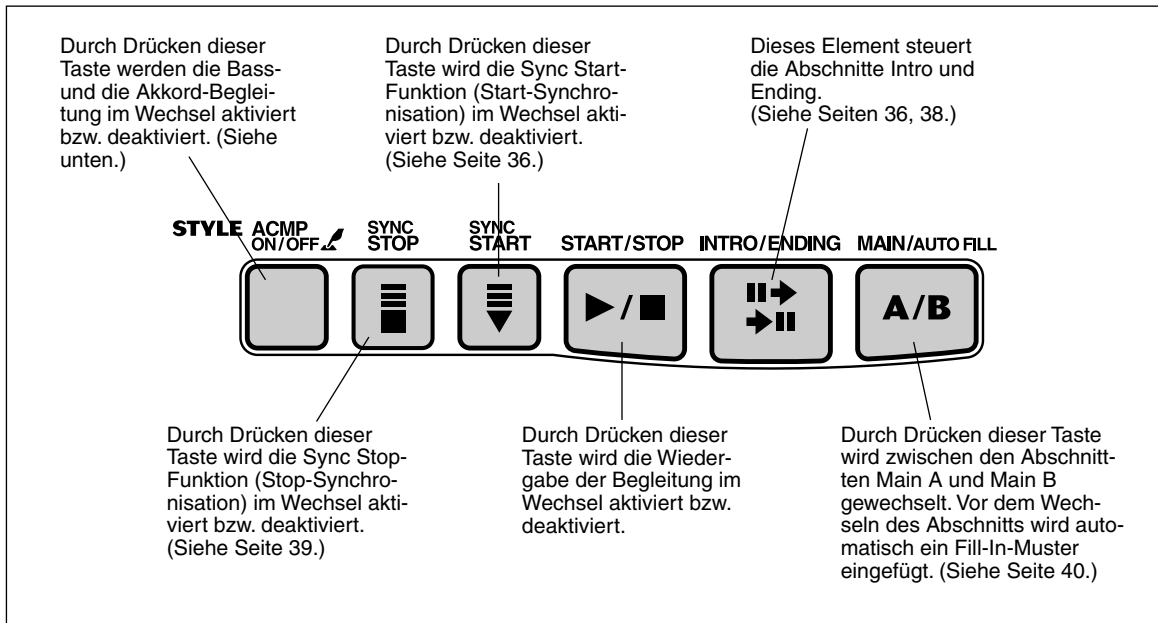 Durch Drücken dieser
Taste werden die Bass-
und die Akkord-Beglei-
tung im Wechsel aktiviert
bzw. deaktiviert. (Siehe
unten.)
Durch Drücken dieser
Taste wird die Sync Start-
Funktion (Start-Synchro-
nisation) im Wechsel akti-
viert bzw. deaktiviert.
(Siehe Seite 36.)
Dieses Element steuert
die Abschnitte Intro und
Ending.
(Siehe Seiten 36, 38.)
STYLE
ACMP
ON/OFF
SYNC
STOP
SYNC
START
START/STOP
INTRO/ENDING
MAIN/AUTO FILL
A/B
Durch Drücken dieser
Taste wird die Sync Stop-
Funktion (Stop-Synchro-
nisation) im Wechsel akti-
viert bzw. deaktiviert.
(Siehe Seite 39.)
Durch Drücken dieser
Taste wird die Wieder-
gabe der Begleitung im
Wechsel aktiviert bzw.
deaktiviert.
Durch Drücken dieser Taste
wird zwischen den Abschnit-
ten Main A und Main B
gewechselt. Vor dem Wech-
seln des Abschnitts wird auto-
matisch ein Fill-In-Muster
eingefügt. (Siehe Seite 40.)